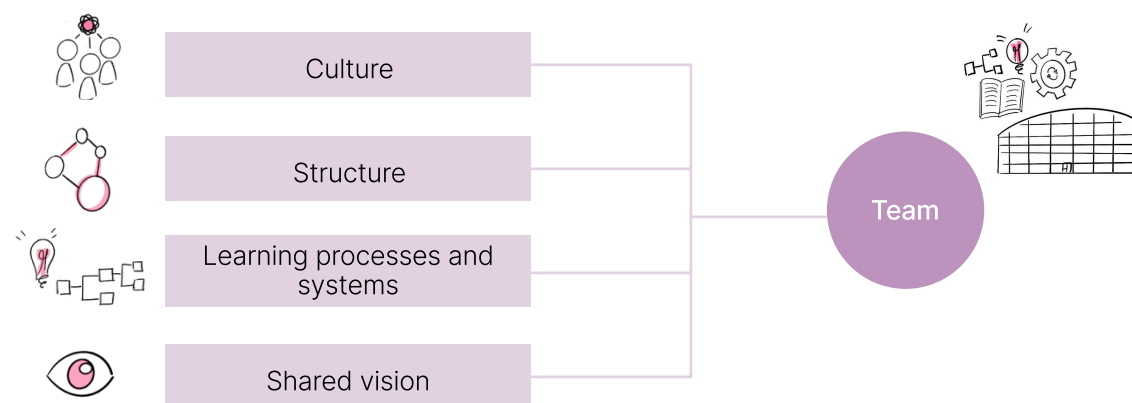 Culture
Structure
Learning processes and
systems
Shared vision
Team